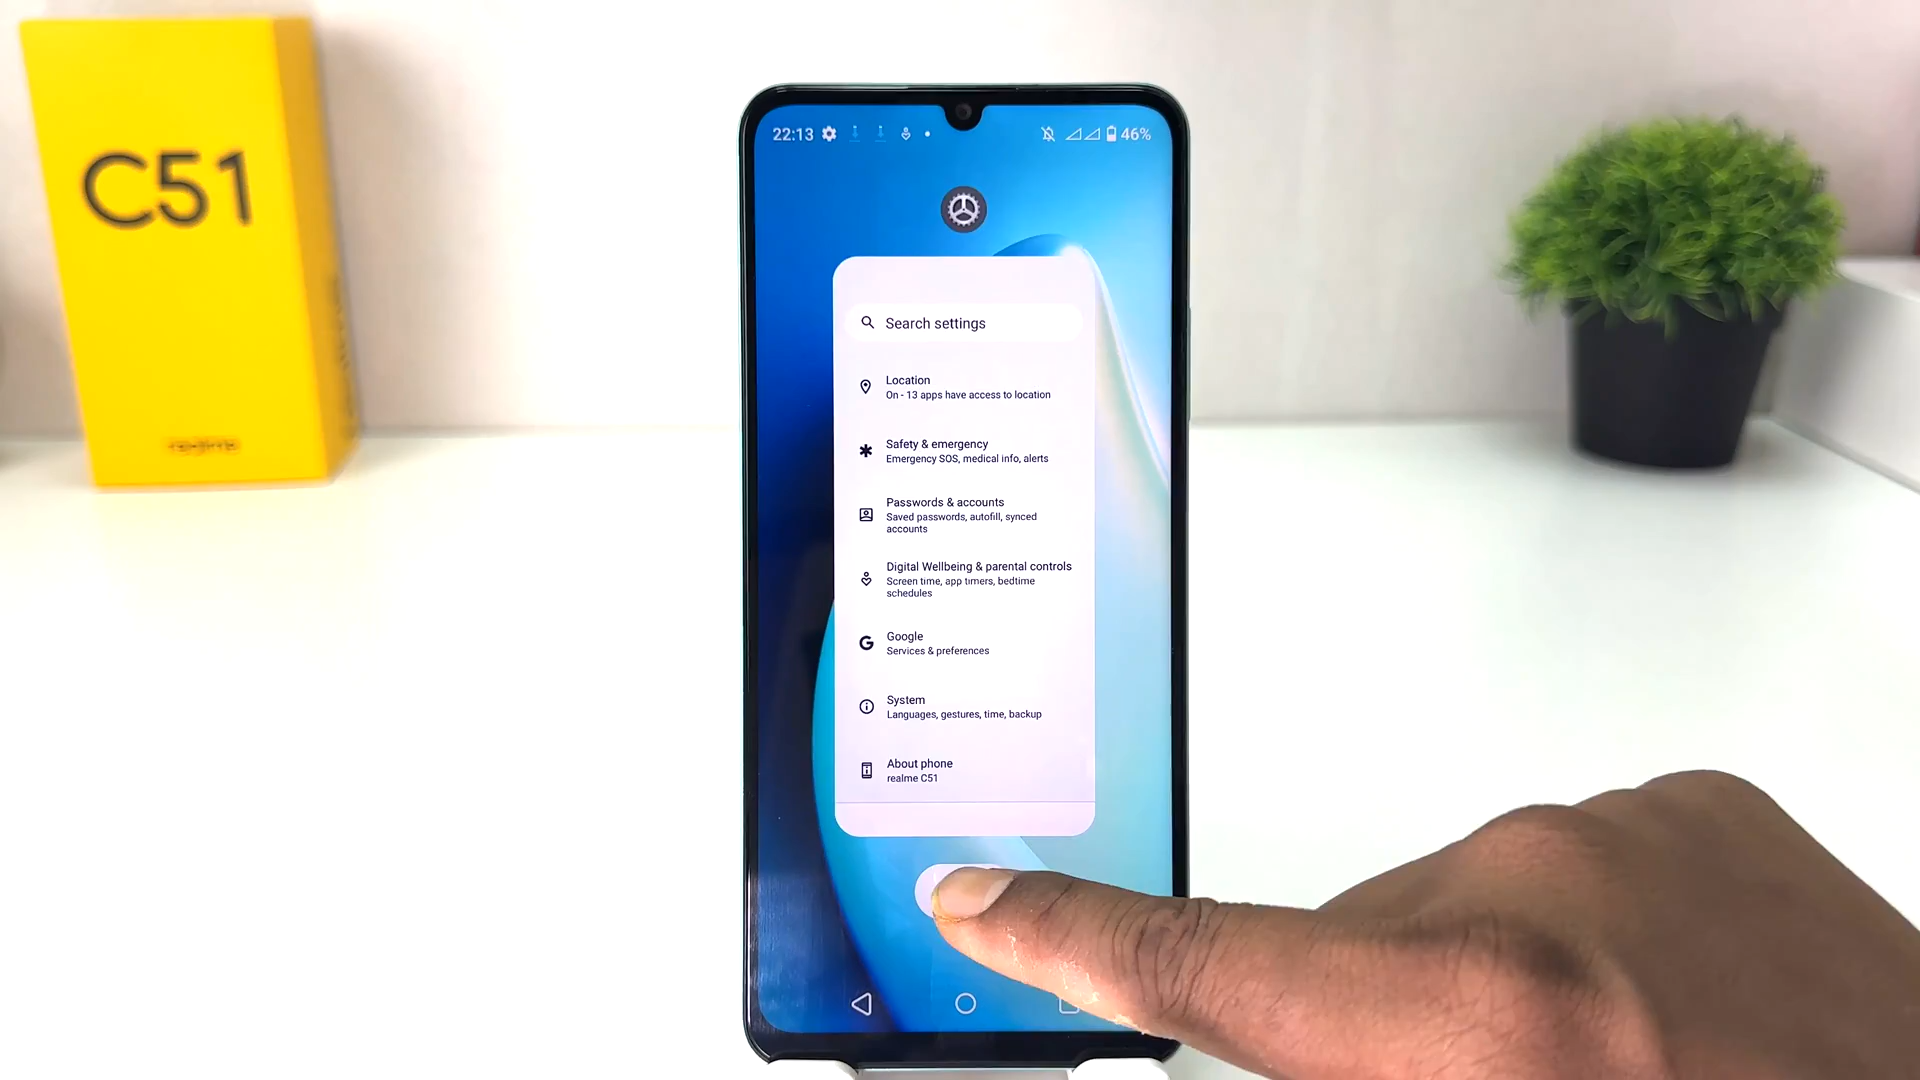 C51
realme
22:13
46%
Search settings
Location
On - 13 apps have access to location
Safety & emergency
Emergency SOS, medical info, alerts
Passwords & accounts
Saved passwords, autofill, synced
accounts
Digital Wellbeing & parental controls
Screen time, app timers, bedtime
schedules
Google
Services & preferences
System
Languages, gestures, time, backup
About phone
realme C51